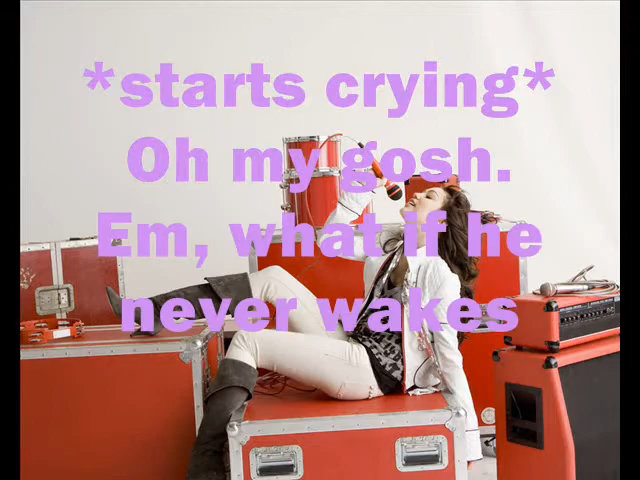 *starts crying*
Oh my gosh.
Em, what if he
never wakes